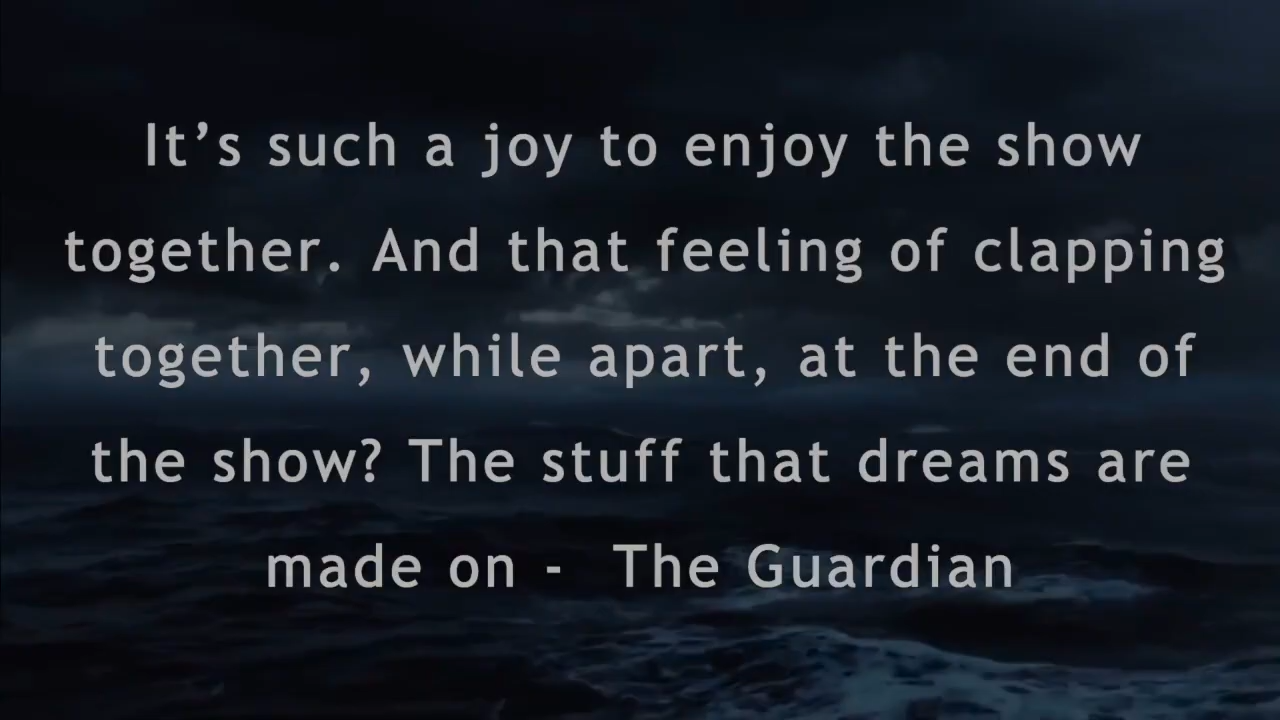 It’s such a joy to enjoy the show
together. And that feeling of clapping
together, while apart, at the end of
the show? The stuff that dreams are
made on -  The Guardian